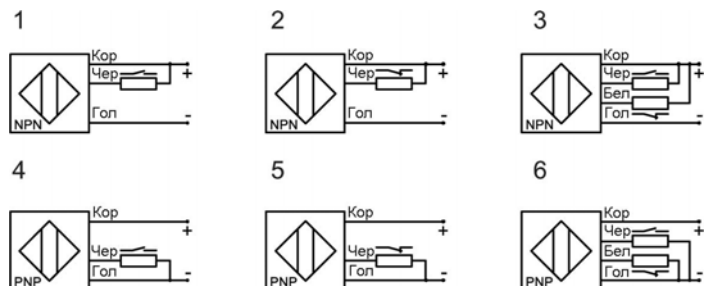 1 2 3
Кор
Чер
Гол
NPN
+
-
Кор
Чер
Гол
NPN
+
-
Кор
Чер
Бел
Гол
NPN
+
-
4 5 6
Кор
Чер
Гол
PNP
+
-
Кор
Чер
Гол
PNP
+
-
Кор
Чер
Бел
Гол
PNP
+
-